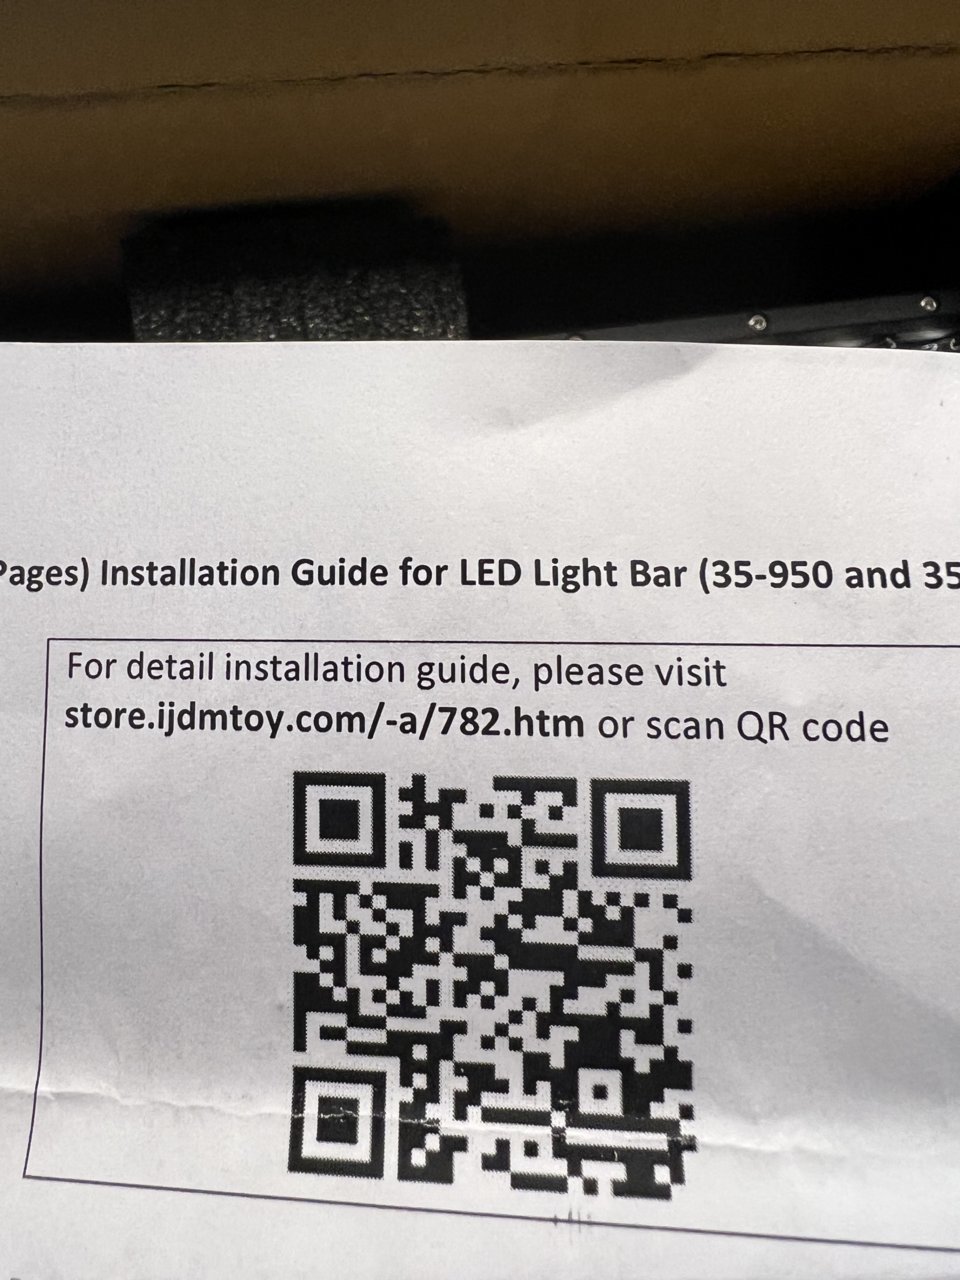 Pages) Installation Guide for LED Light Bar (35-950 and 35
For detail installation guide, please visit
store.ijdmtoy.com/-a/782.htm or scan QR code